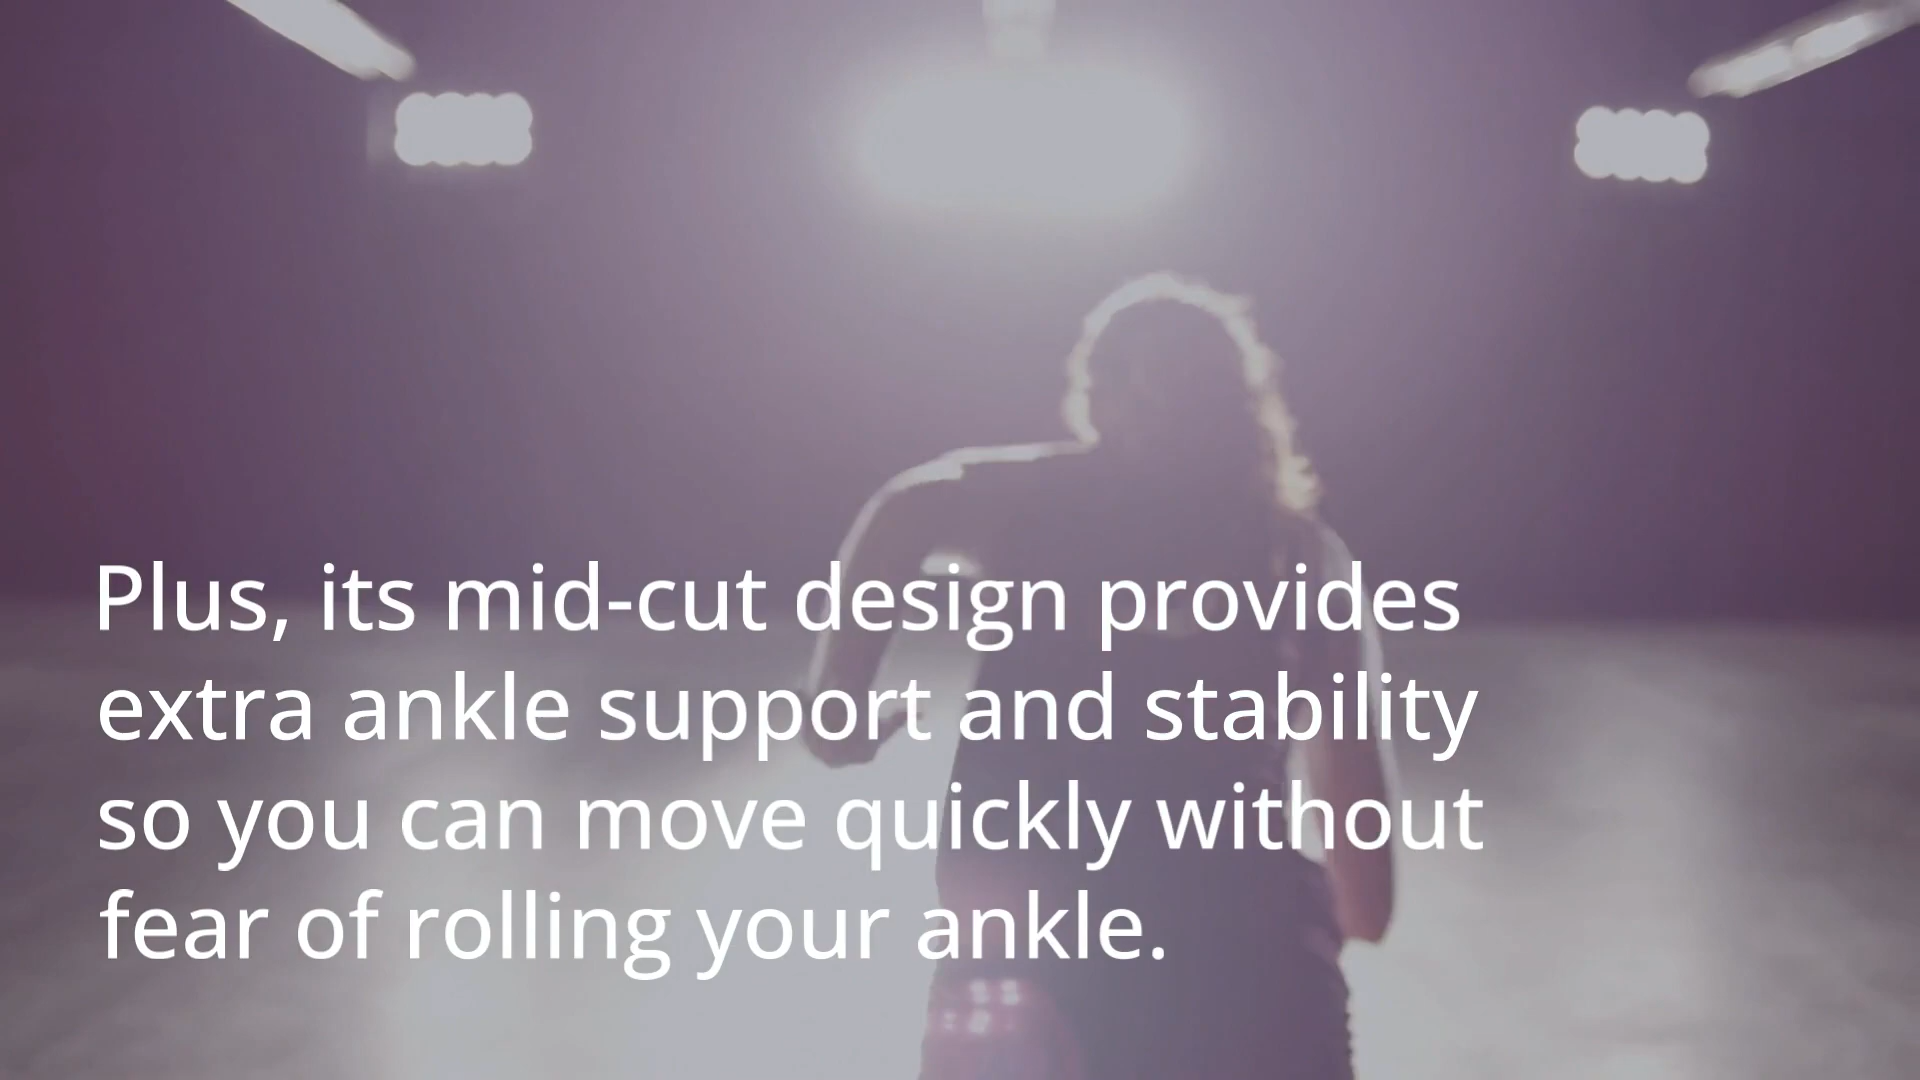 Plus, its mid-cut design provides
extra ankle support and stability
so you can move quickly without
fear of rolling your ankle.